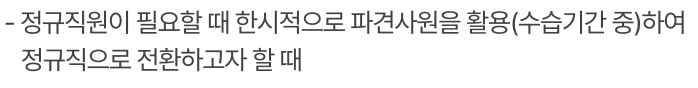 - 정규직원이 필요할 때 한시적으로 파견사원을 활용(수습기간 중)하여
정규직으로 전환하고자 할 때